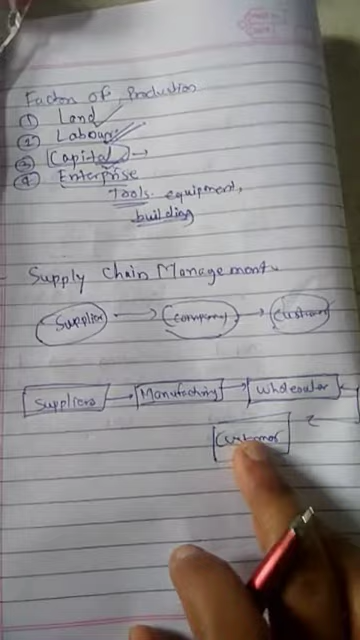 Factors of Production
① Land
② Labour
③ Capital
④ Enterprise
Tools equipment,
building
Supply Chain Management
Supplier Company Customer
Suppliers Manufacturing Wholesaler
Customer